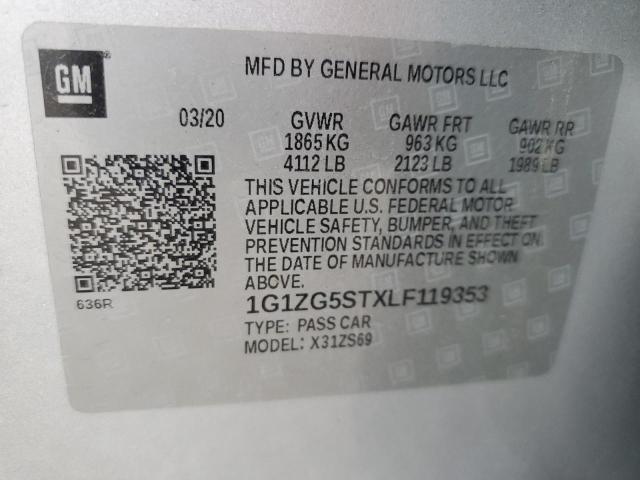 GM
MFD BY GENERAL MOTORS LLC
03/20 GVWR GAWR FRT GAWR RR
1865 KG 963 KG 902 KG
4112 LB 2123 LB 1989 LB
THIS VEHICLE CONFORMS TO ALL
APPLICABLE U.S. FEDERAL MOTOR
VEHICLE SAFETY, BUMPER, AND THEFT
PREVENTION STANDARDS IN EFFECT ON
THE DATE OF MANUFACTURE SHOWN
ABOVE.
636R
1G1ZG5STXLF119353
TYPE: PASS CAR
MODEL: X31ZS69